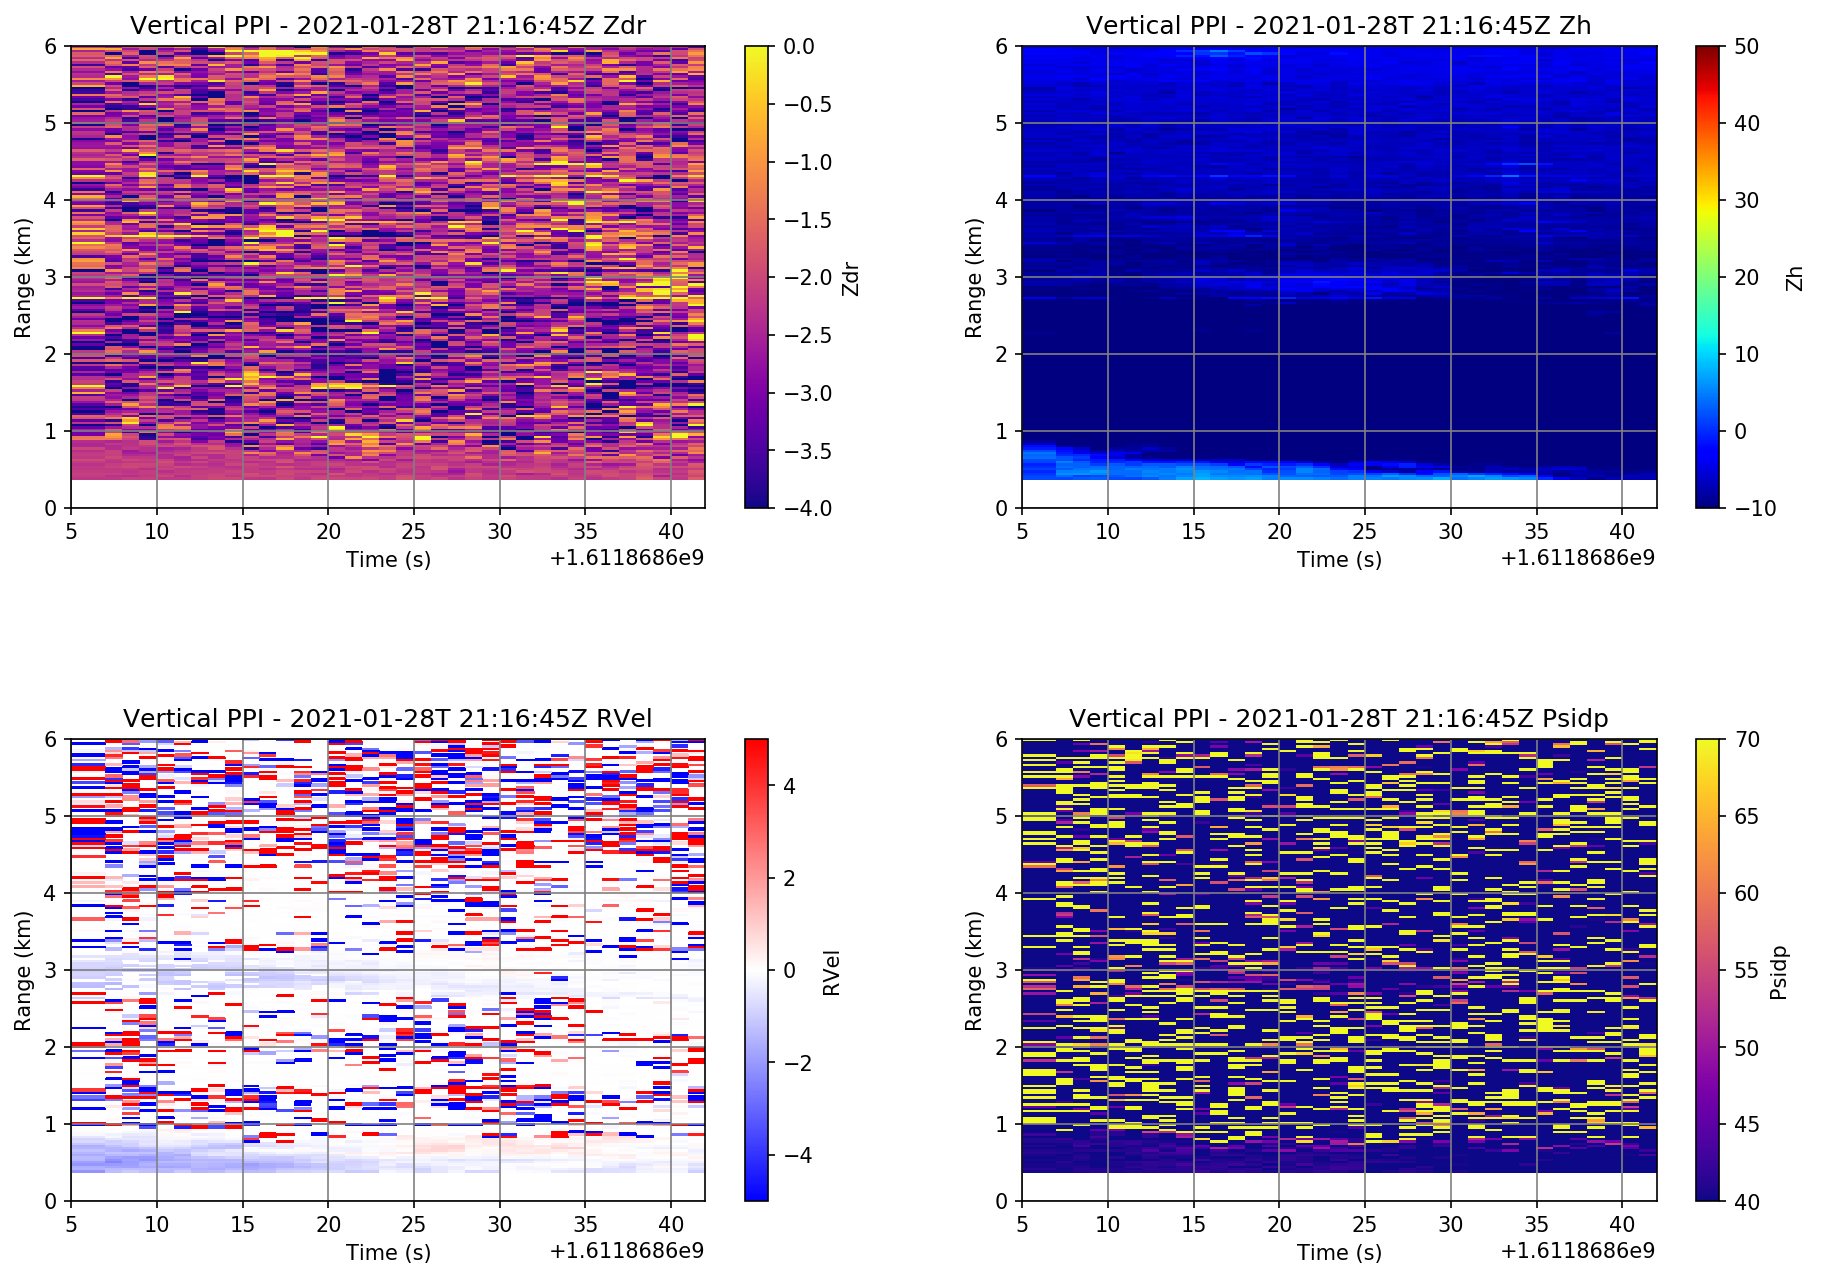 Vertical PPI - 2021-01-28T 21:16:45Z Zdr
6
5
4
3
2
1
0
Range (km)
5 10 15 20 25 30 35 40
Time (s)
+1.6118686e9
0.0
−0.5
−1.0
−1.5
−2.0
−2.5
−3.0
−3.5
−4.0
Zdr
Vertical PPI - 2021-01-28T 21:16:45Z Zh
6
5
4
3
2
1
0
Range (km)
5 10 15 20 25 30 35 40
Time (s)
+1.6118686e9
50
40
30
20
10
0
−10
Zh
Vertical PPI - 2021-01-28T 21:16:45Z RVel
6
5
4
3
2
1
0
Range (km)
5 10 15 20 25 30 35 40
Time (s)
+1.6118686e9
4
2
0
−2
−4
RVel
Vertical PPI - 2021-01-28T 21:16:45Z Psidp
6
5
4
3
2
1
0
Range (km)
5 10 15 20 25 30 35 40
Time (s)
+1.6118686e9
70
65
60
55
50
45
40
Psidp